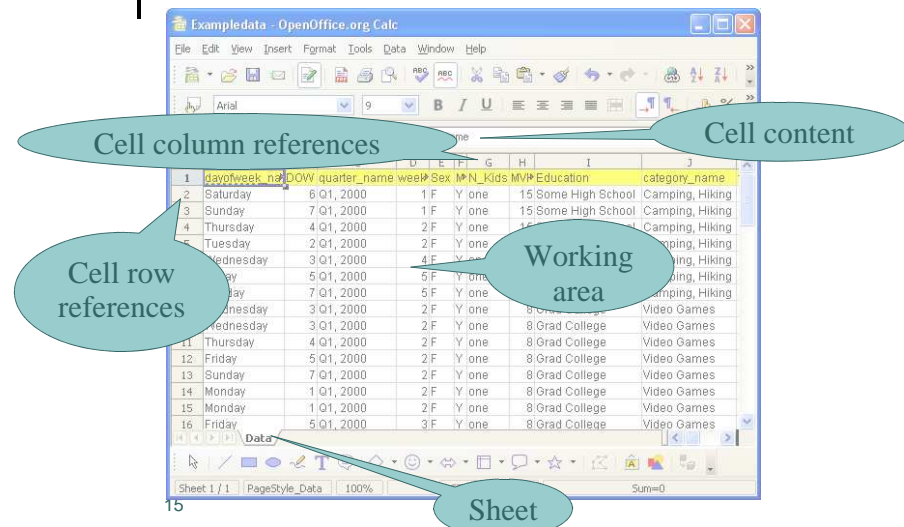 Exampledata - OpenOffice.org Calc
File Edit View Insert Format Tools Data Window Help
Arial 9 B I U
Cell column references
Cell content
D E F G H I J
1 dayofweek_na DOW quarter_name week Sex M N_Kids MVP Education category_name
2 Saturday 6 Q1, 2000 1 F Y one 15 Some High School Camping, Hiking
3 Sunday 7 Q1, 2000 1 F Y one 15 Some High School Camping, Hiking
4 Thursday 4 Q1, 2000 2 F Y Camping, Hiking
Tuesday 2 Q1, 2000 2 F Hiking
3 Q1, 2000 4 F Hiking
5 Q1, 2000 5 F Y Hiking
7 Q1, 2000 5 F Y one Hiking
3 Q1, 2000 2 F Y one 8 Video Games
3 Q1, 2000 2 F Y one 8 Grad College Video Games
Cell row references
Working area
11 Thursday 4 Q1, 2000 2 F Y one 8 Grad College Video Games
12 Friday 5 Q1, 2000 2 F Y one 8 Grad College Video Games
13 Sunday 7 Q1, 2000 2 F Y one 8 Grad College Video Games
14 Monday 1 Q1, 2000 2 F Y one 8 Grad College Video Games
15 Monday 1 Q1, 2000 2 F Y one 8 Grad College Video Games
16 Friday 5 Q1, 2000 3 F Y one 8 Grad College Video Games
Data
Sheet 1 / 1 PageStyle_Data 100% Sum=0
15
Sheet